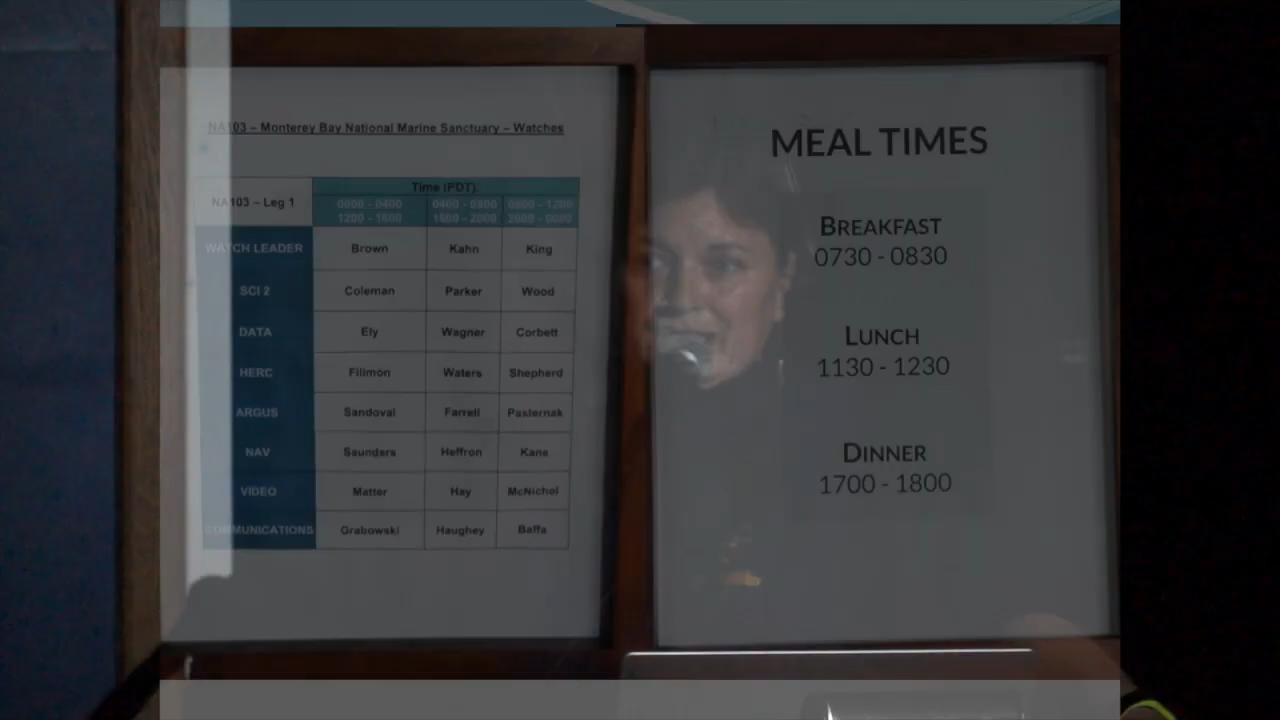 NA103 – Monterey Bay National Marine Sanctuary – Watches
NA103 – Leg 1
Time (PDT)
0000 - 0400 0400 - 0800 0800 - 1200
1200 - 1600 1600 - 2000 2000 - 0000
WATCH LEADER Brown Kahn King
SCI 2 Coleman Parker Wood
DATA Ely Wagner Corbett
HERC Filimon Waters Shepherd
ARGUS Sandoval Farrell Pasternak
NAV Saunders Heffron Kane
VIDEO Matter Hay McNichol
COMMUNICATIONS Grabowski Haughey Baffa
MEAL TIMES
BREAKFAST
0730 - 0830
LUNCH
1130 - 1230
DINNER
1700 - 1800